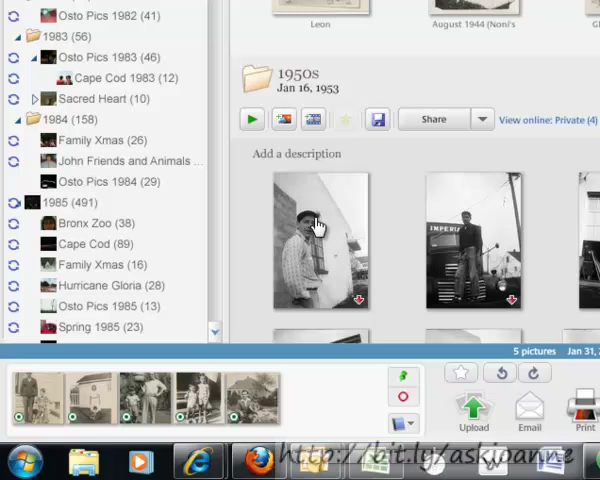 Osto Pics 1982 (41)
1983 (56)
Osto Pics 1983 (46)
Cape Cod 1983 (12)
Sacred Heart (10)
1984 (158)
Family Xmas (26)
John Friends and Animals ...
Osto Pics 1984 (29)
1985 (491)
Bronx Zoo (38)
Cape Cod (89)
Family Xmas (16)
Hurricane Gloria (28)
Osto Pics 1985 (13)
Spring 1985 (23)
Leon
August 1944 (Noni's
1950s
Jan 16, 1953
Share
View online: Private (4)
Add a description
IMPERIA
5 pictures Jan 31,
Upload
Email
Print
http://bit.ly/askjoanne